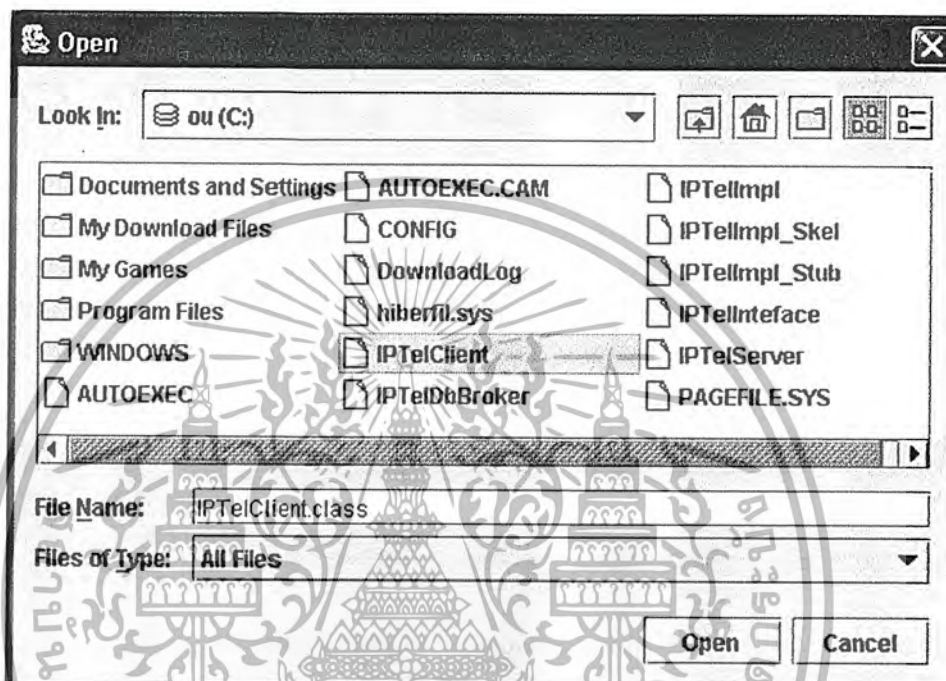 Open
Look In: ou (C:)
Documents and Settings AUTOEXEC.CAM IPTelImpl
My Download Files CONFIG IPTelImpl_Skel
My Games DownloadLog IPTelImpl_Stub
Program Files hiberfil.sys IPTelInteface
WINDOWS IPTelClient IPTelServer
AUTOEXEC IPTelDbBroker PAGEFILE.SYS
File Name: IPTelClient.class
Files of Type: All Files
Open Cancel